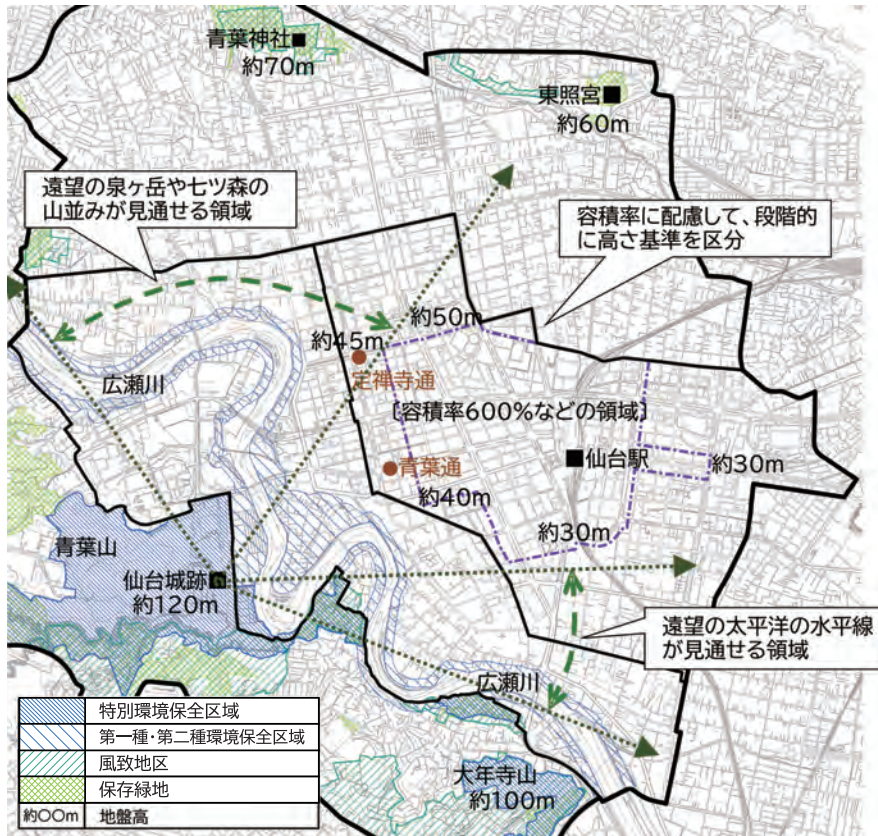 青葉神社
約70m
東照宮
約60m
遠望の泉ヶ岳や七ツ森の
山並みが見通せる領域
容積率に配慮して、段階的
に高さ基準を区分
約50m
約45m
定禅寺通
広瀬川
〔容積率600%などの領域〕
仙台駅
青葉通
約30m
約40m
約30m
青葉山
仙台城跡
約120m
遠望の太平洋の水平線
が見通せる領域
広瀬川
大年寺山
約100m
特別環境保全区域
第一種・第二種環境保全区域
風致地区
保存緑地
約○○m 地盤高